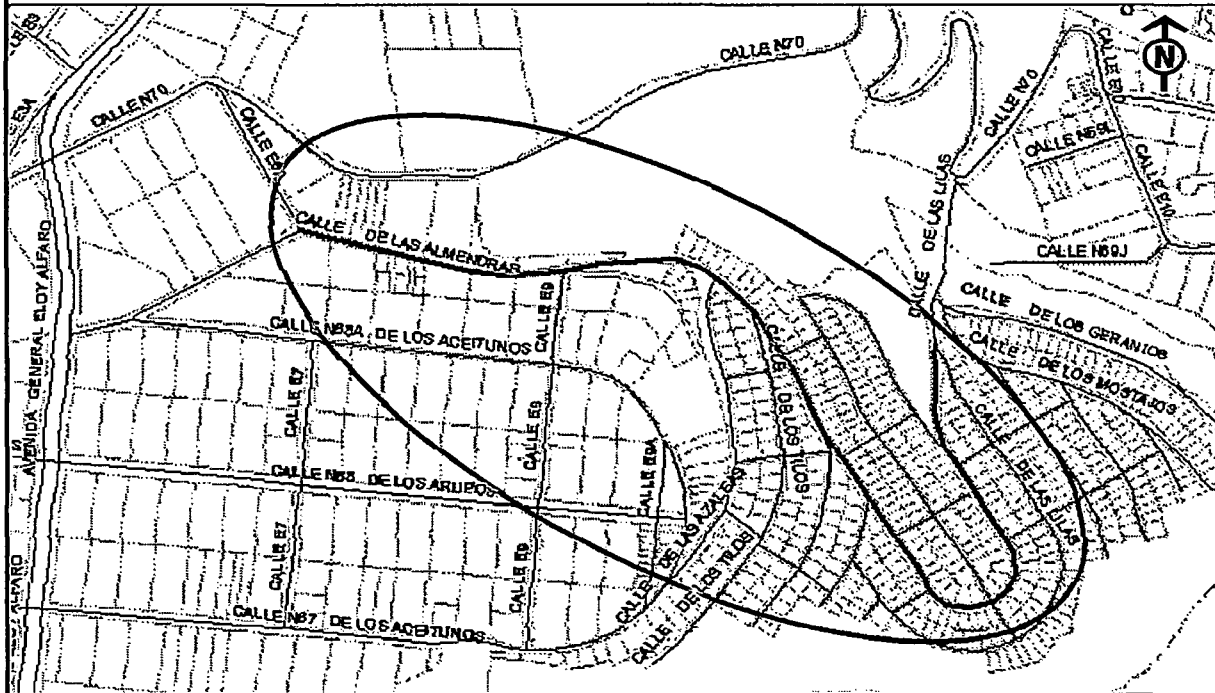 CALLE N70
N
CALLE N70
CALLE N70
CALLE E10
CALLE N69L
CALLE E10
CALLE N69J
CALLE DE LAS LILAS
CALLE DE LAS ALMENDRAS
CALLE DE LOS GERANIOS
CALLE DE LOS MOSTAJOS
CALLE N68A DE LOS ACEITUNOS
CALLE E9
CALLE DE LOS TILOS
AVENIDA GENERAL ELOY ALFARO
CALLE E7
CALLE E9
CALLE E9A
CALLE DE LAS LILAS
CALLE N68 DE LOS ARUPOS
CALLE DE LAS AZALEAS
CALLE E7
CALLE E9
CALLE DE LOS TILOS
CALLE N67 DE LOS ACEITUNOS